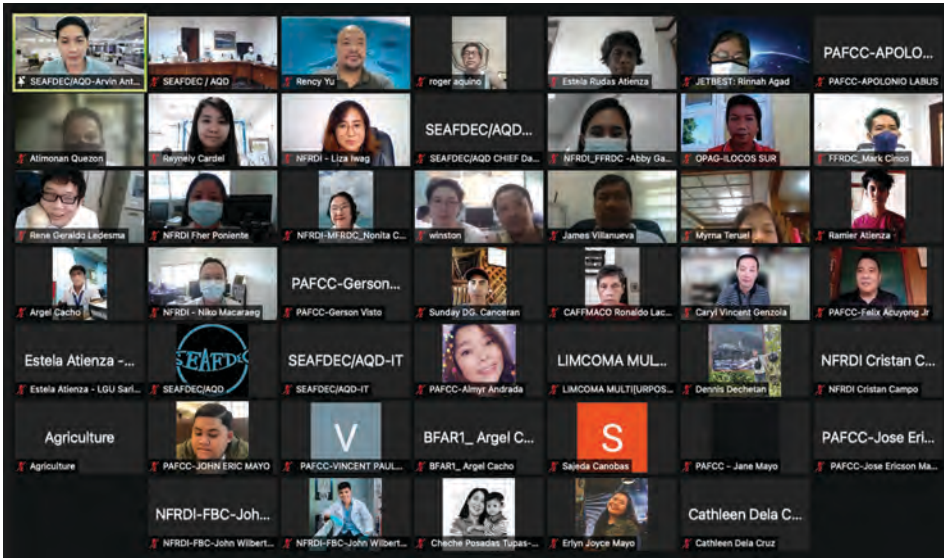 SEAFDEC/AQD-Arvin Ant...
SEAFDEC / AQD
Rency Yu
roger aquino
Estela Rudas Atienza
JETBEST: Rinnah Agad
PAFCC-APOLO...
PAFCC-APOLONIO LABUS
Atimonan Quezon
Reynely Cardel
NFRDI - Liza Iwag
SEAFDEC/AQD...
SEAFDEC/AQD CHIEF Da...
NFRDI_FFRDC -Abby Ga...
OPAG-ILOCOS SUR
FFRDC_Mark Cinco
Rene Geraldo Ledesma
NFRDI Fher Poniente
NFRDI-MFRDC_Nonita C...
winston
James Villanueva
Myrna Teruel
Ramier Atienza
Argel Cacho
NFRDI - Niko Macaraeg
PAFCC-Gerson...
PAFCC-Gerson Visto
Sunday DG. Canceran
CAFFMACO Ronaldo Lac...
Caryl Vincent Genzola
PAFCC-Felix Acuyong Jr
Estela Atienza -...
Estela Atienza - LGU Sari...
SEAFDEC
SEAFDEC/AQD
SEAFDEC/AQD-IT
SEAFDEC/AQD-IT
PAFCC-Almyr Andrada
LIMCOMA MUL...
LIMCOMA MULTI[URPOS...
Dennis Dechetan
NFRDI Cristan C...
NFRDI Cristan Campo
Agriculture
Agriculture
PAFCC-JOHN ERIC MAYO
V
PAFCC-VINCENT PAUL...
BFAR1_ Argel C...
BFAR1_ Argel Cacho
S
Sajeda Canobas
PAFCC - Jane Mayo
PAFCC-Jose Eri...
PAFCC-Jose Ericson Ma...
NFRDI-FBC-Joh...
NFRDI-FBC-John Wilbert...
NFRDI-FBC-John Wilbert...
Cheche Posadas Tupas-...
Erlyn Joyce Mayo
Cathleen Dela C...
Cathleen Dela Cruz